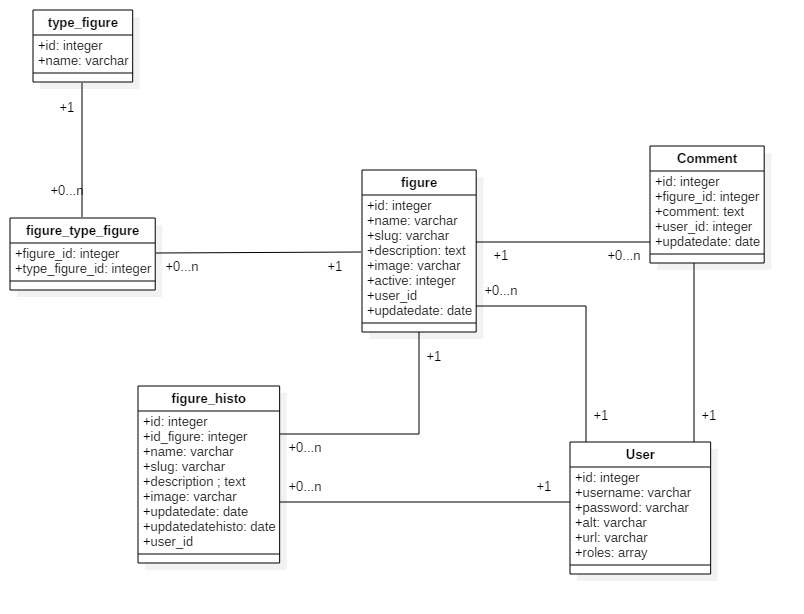 type_figure
+id: integer
+name: varchar
+1
+0...n
figure_type_figure
+figure_id: integer
+type_figure_id: integer
+0...n
+1
figure
+id: integer
+name: varchar
+slug: varchar
+description: text
+image: varchar
+active: integer
+user_id
+updatedate: date
+1
+0...n
Comment
+id: integer
+figure_id: integer
+comment: text
+user_id: integer
+updatedate: date
+0...n
+1
+1
+1
+0...n
figure_histo
+id: integer
+id_figure: integer
+name: varchar
+slug: varchar
+description ; text
+image: varchar
+updatedate: date
+updatedatehisto: date
+user_id
+0...n
+1
User
+id: integer
+username: varchar
+password: varchar
+alt: varchar
+url: varchar
+roles: array